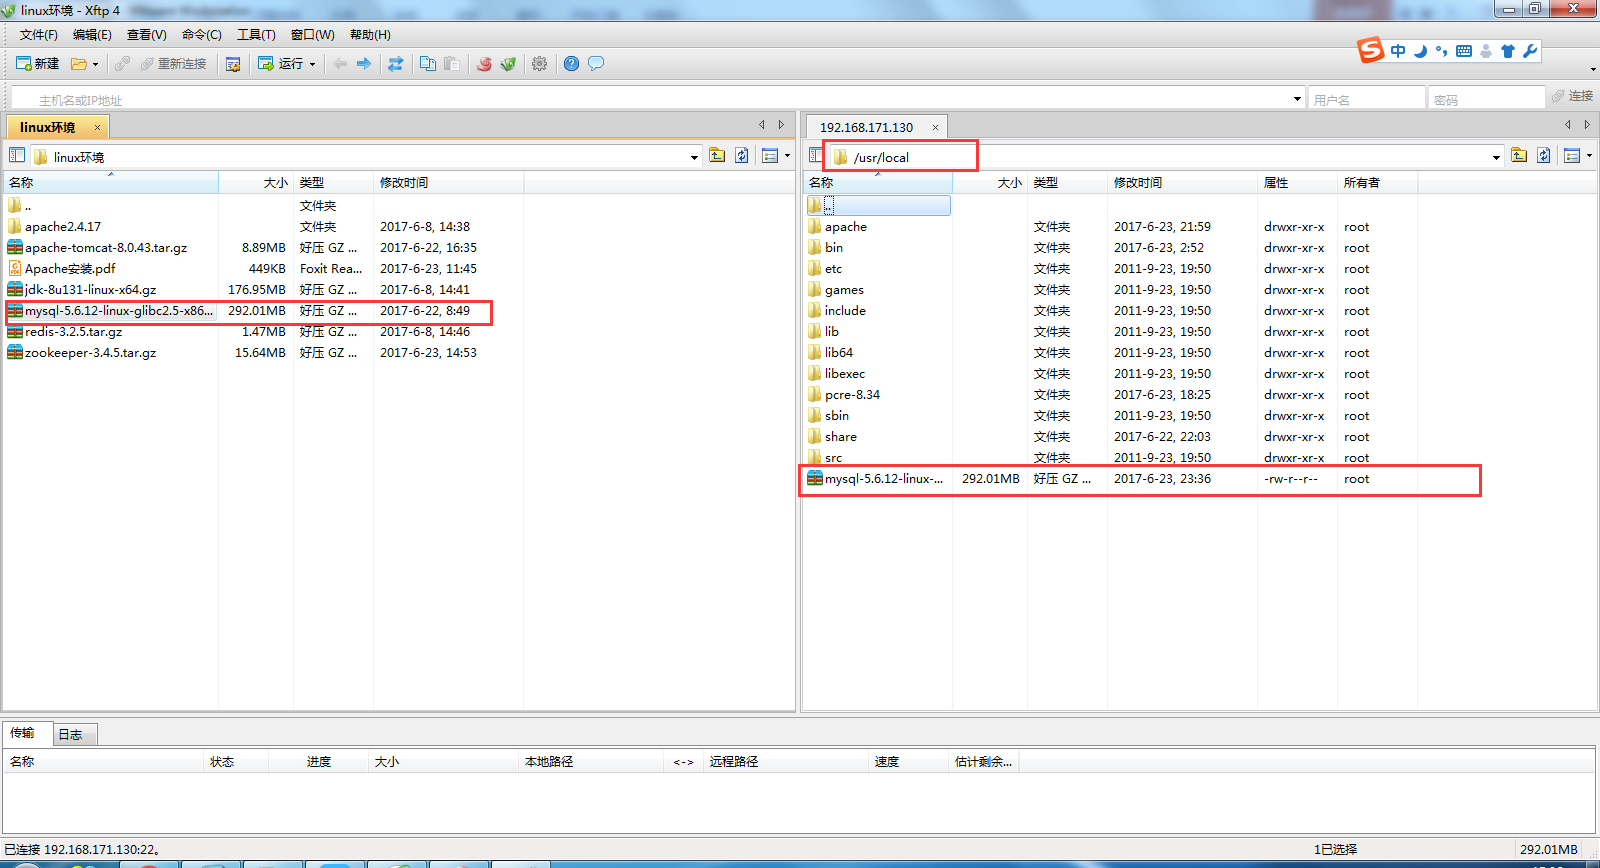 linux环境 - Xftp 4
文件(F) 编辑(E) 查看(V) 命令(C) 工具(T) 窗口(W) 帮助(H)
新建 重新连接 运行
中
主机名或IP地址 用户名 密码 连接
linux环境 ×
linux环境
名称 大小 类型 修改时间
.. 文件夹
apache2.4.17 文件夹 2017-6-8, 14:38
apache-tomcat-8.0.43.tar.gz 8.89MB 好压 GZ ... 2017-6-22, 16:35
Apache安装.pdf 449KB Foxit Rea... 2017-6-23, 11:45
jdk-8u131-linux-x64.gz 176.95MB 好压 GZ ... 2017-6-8, 14:41
mysql-5.6.12-linux-glibc2.5-x86... 292.01MB 好压 GZ ... 2017-6-22, 8:49
redis-3.2.5.tar.gz 1.47MB 好压 GZ ... 2017-6-8, 14:46
zookeeper-3.4.5.tar.gz 15.64MB 好压 GZ ... 2017-6-23, 14:53
192.168.171.130 ×
/usr/local
名称 大小 类型 修改时间 属性 所有者
..
apache 文件夹 2017-6-23, 21:59 drwxr-xr-x root
bin 文件夹 2017-6-23, 2:52 drwxr-xr-x root
etc 文件夹 2011-9-23, 19:50 drwxr-xr-x root
games 文件夹 2011-9-23, 19:50 drwxr-xr-x root
include 文件夹 2011-9-23, 19:50 drwxr-xr-x root
lib 文件夹 2011-9-23, 19:50 drwxr-xr-x root
lib64 文件夹 2011-9-23, 19:50 drwxr-xr-x root
libexec 文件夹 2011-9-23, 19:50 drwxr-xr-x root
pcre-8.34 文件夹 2017-6-23, 18:25 drwxr-xr-x root
sbin 文件夹 2011-9-23, 19:50 drwxr-xr-x root
share 文件夹 2017-6-22, 22:03 drwxr-xr-x root
src 文件夹 2011-9-23, 19:50 drwxr-xr-x root
mysql-5.6.12-linux-... 292.01MB 好压 GZ ... 2017-6-23, 23:36 -rw-r--r-- root
传输 日志
名称 状态 进度 大小 本地路径 <-> 远程路径 速度 估计剩余...
已连接 192.168.171.130:22。 1已选择 292.01MB